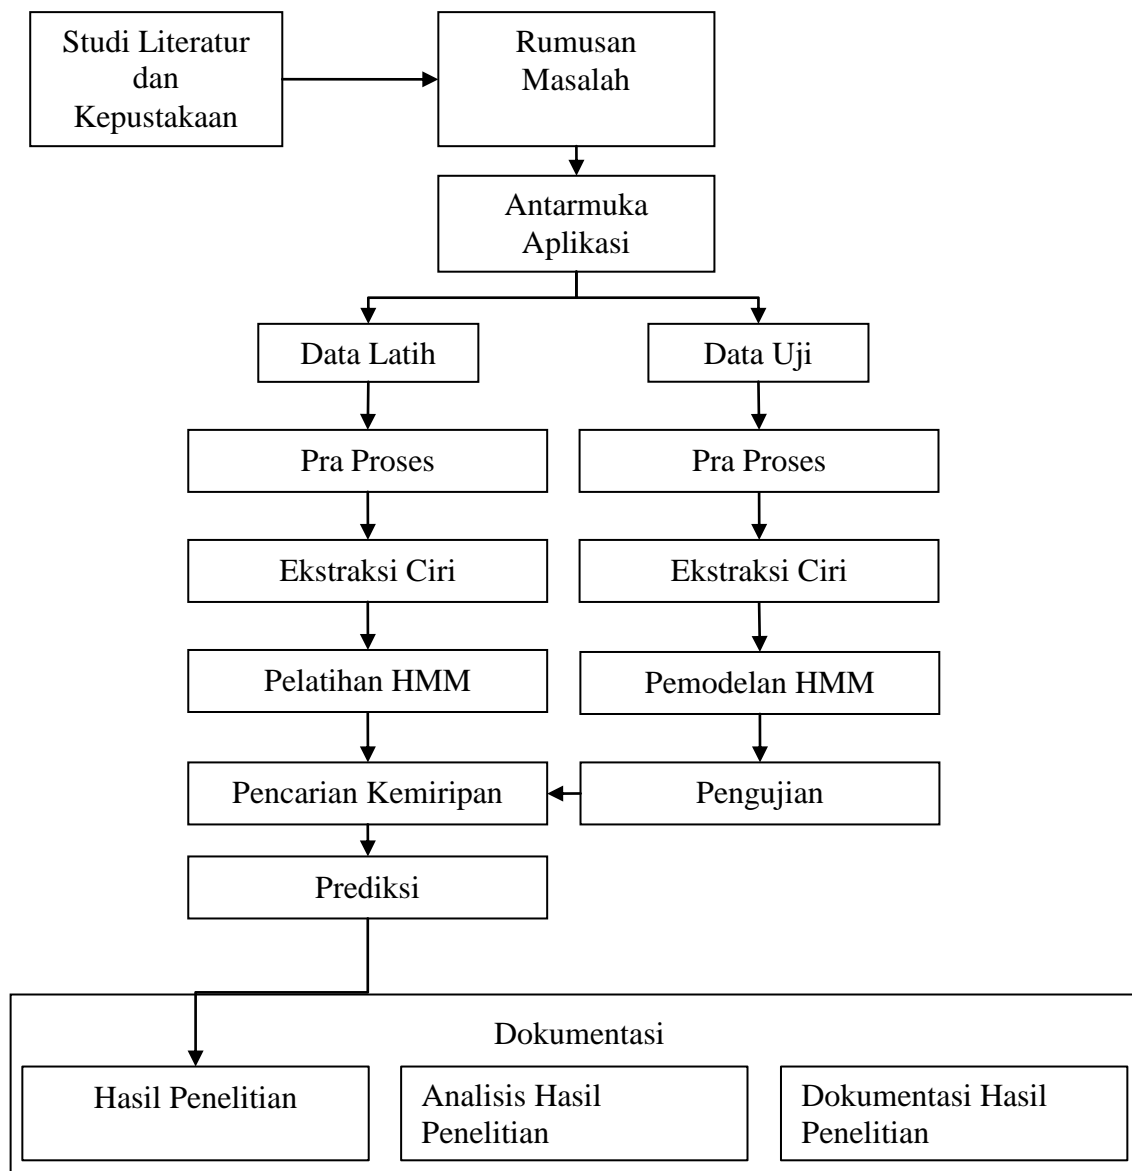 Studi Literatur
dan
Kepustakaan
Rumusan
Masalah
Antarmuka
Aplikasi
Data Latih
Data Uji
Pra Proses
Pra Proses
Ekstraksi Ciri
Ekstraksi Ciri
Pelatihan HMM
Pemodelan HMM
Pencarian Kemiripan
Pengujian
Prediksi
Dokumentasi
Hasil Penelitian
Analisis Hasil
Penelitian
Dokumentasi Hasil
Penelitian